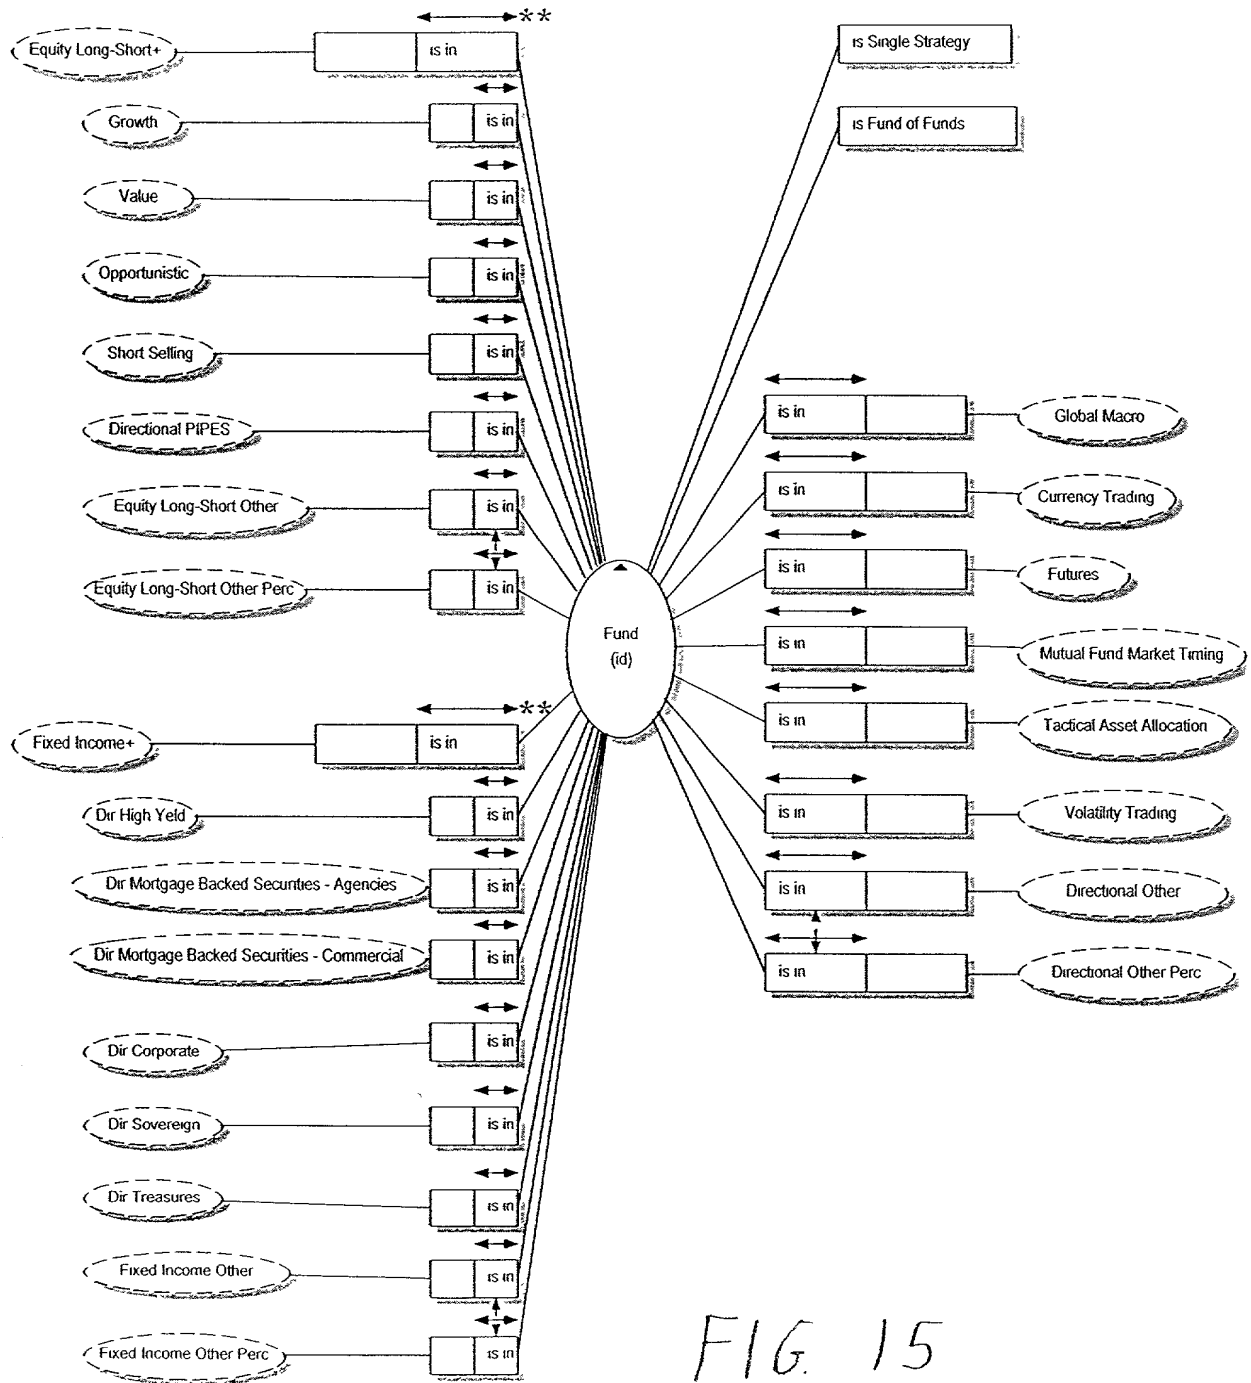 **
Equity Long-Short+
is in
is Single Strategy
Growth
is in
is Fund of Funds
Value
is in
Opportunistic
is in
Short Selling
is in
Directional PIPES
is in
Equity Long-Short Other
is in
Equity Long-Short Other Perc
is in
is in
Global Macro
is in
Currency Trading
is in
Futures
Fund
(id)
is in
Mutual Fund Market Timing
is in
Tactical Asset Allocation
is in
Volatility Trading
is in
Directional Other
is in
Directional Other Perc
**
Fixed Income+
is in
Dir High Yeld
is in
Dir Mortgage Backed Securities - Agencies
is in
Dir Mortgage Backed Securities - Commercial
is in
Dir Corporate
is in
Dir Sovereign
is in
Dir Treasures
is in
Fixed Income Other
is in
Fixed Income Other Perc
is in
FIG. 15